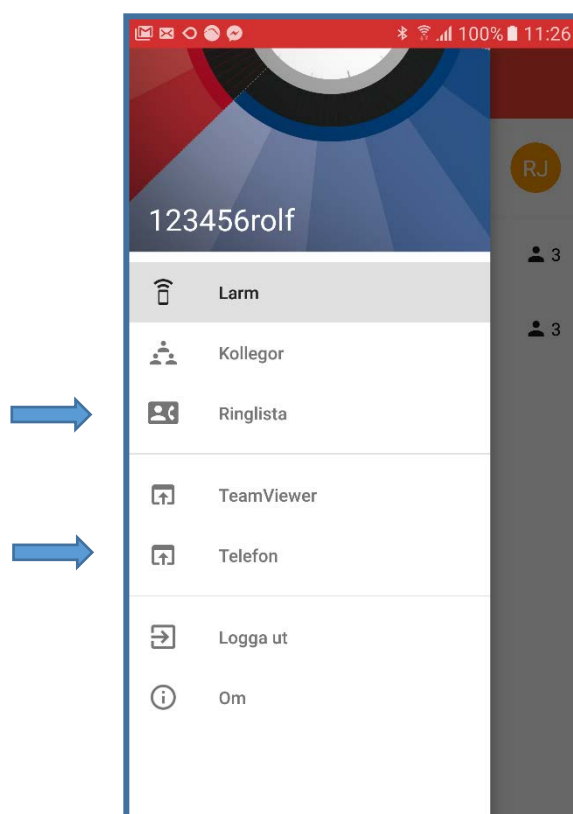 100% 11:26
RJ
123456rolf
3
Larm
Kollegor
3
Ringlista
TeamViewer
Telefon
Logga ut
Om